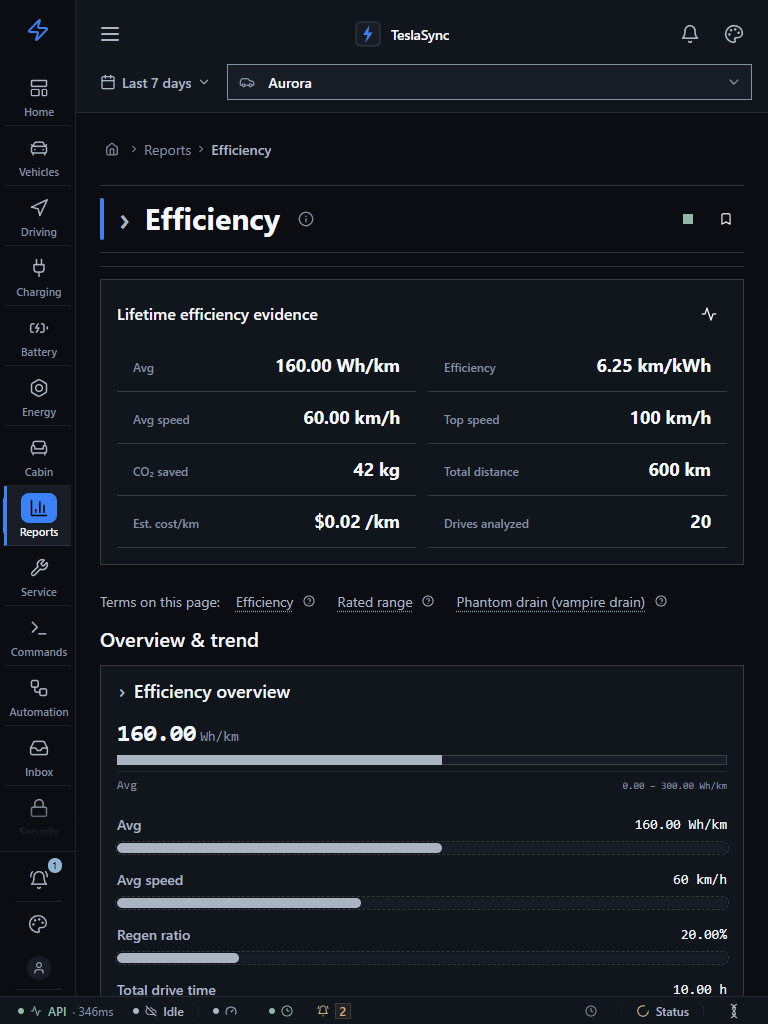 TeslaSync
Last 7 days
Aurora
Home
Vehicles
Driving
Charging
Battery
Energy
Cabin
Reports
Service
Commands
Automation
Inbox
Security
1
Reports
Efficiency
Efficiency
Lifetime efficiency evidence
Avg 160.00 Wh/km
Efficiency 6.25 km/kWh
Avg speed 60.00 km/h
Top speed 100 km/h
CO₂ saved 42 kg
Total distance 600 km
Est. cost/km $0.02 /km
Drives analyzed 20
Terms on this page: Efficiency Rated range Phantom drain (vampire drain)
Overview & trend
Efficiency overview
160.00 Wh/km
Avg 0.00 – 300.00 Wh/km
Avg 160.00 Wh/km
Avg speed 60 km/h
Regen ratio 20.00%
Total drive time 10.00 h
API · 346ms Idle 2 Status